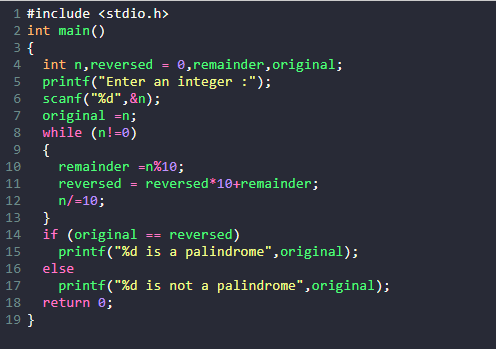 1 #include <stdio.h>
2 int main()
3 {
4   int n,reversed = 0,remainder,original;
5   printf("Enter an integer :");
6   scanf("%d",&n);
7   original =n;
8   while (n!=0)
9   {
10     remainder =n%10;
11     reversed = reversed*10+remainder;
12     n/=10;
13   }
14   if (original == reversed)
15     printf("%d is a palindrome",original);
16   else
17     printf("%d is not a palindrome",original);
18   return 0;
19 }